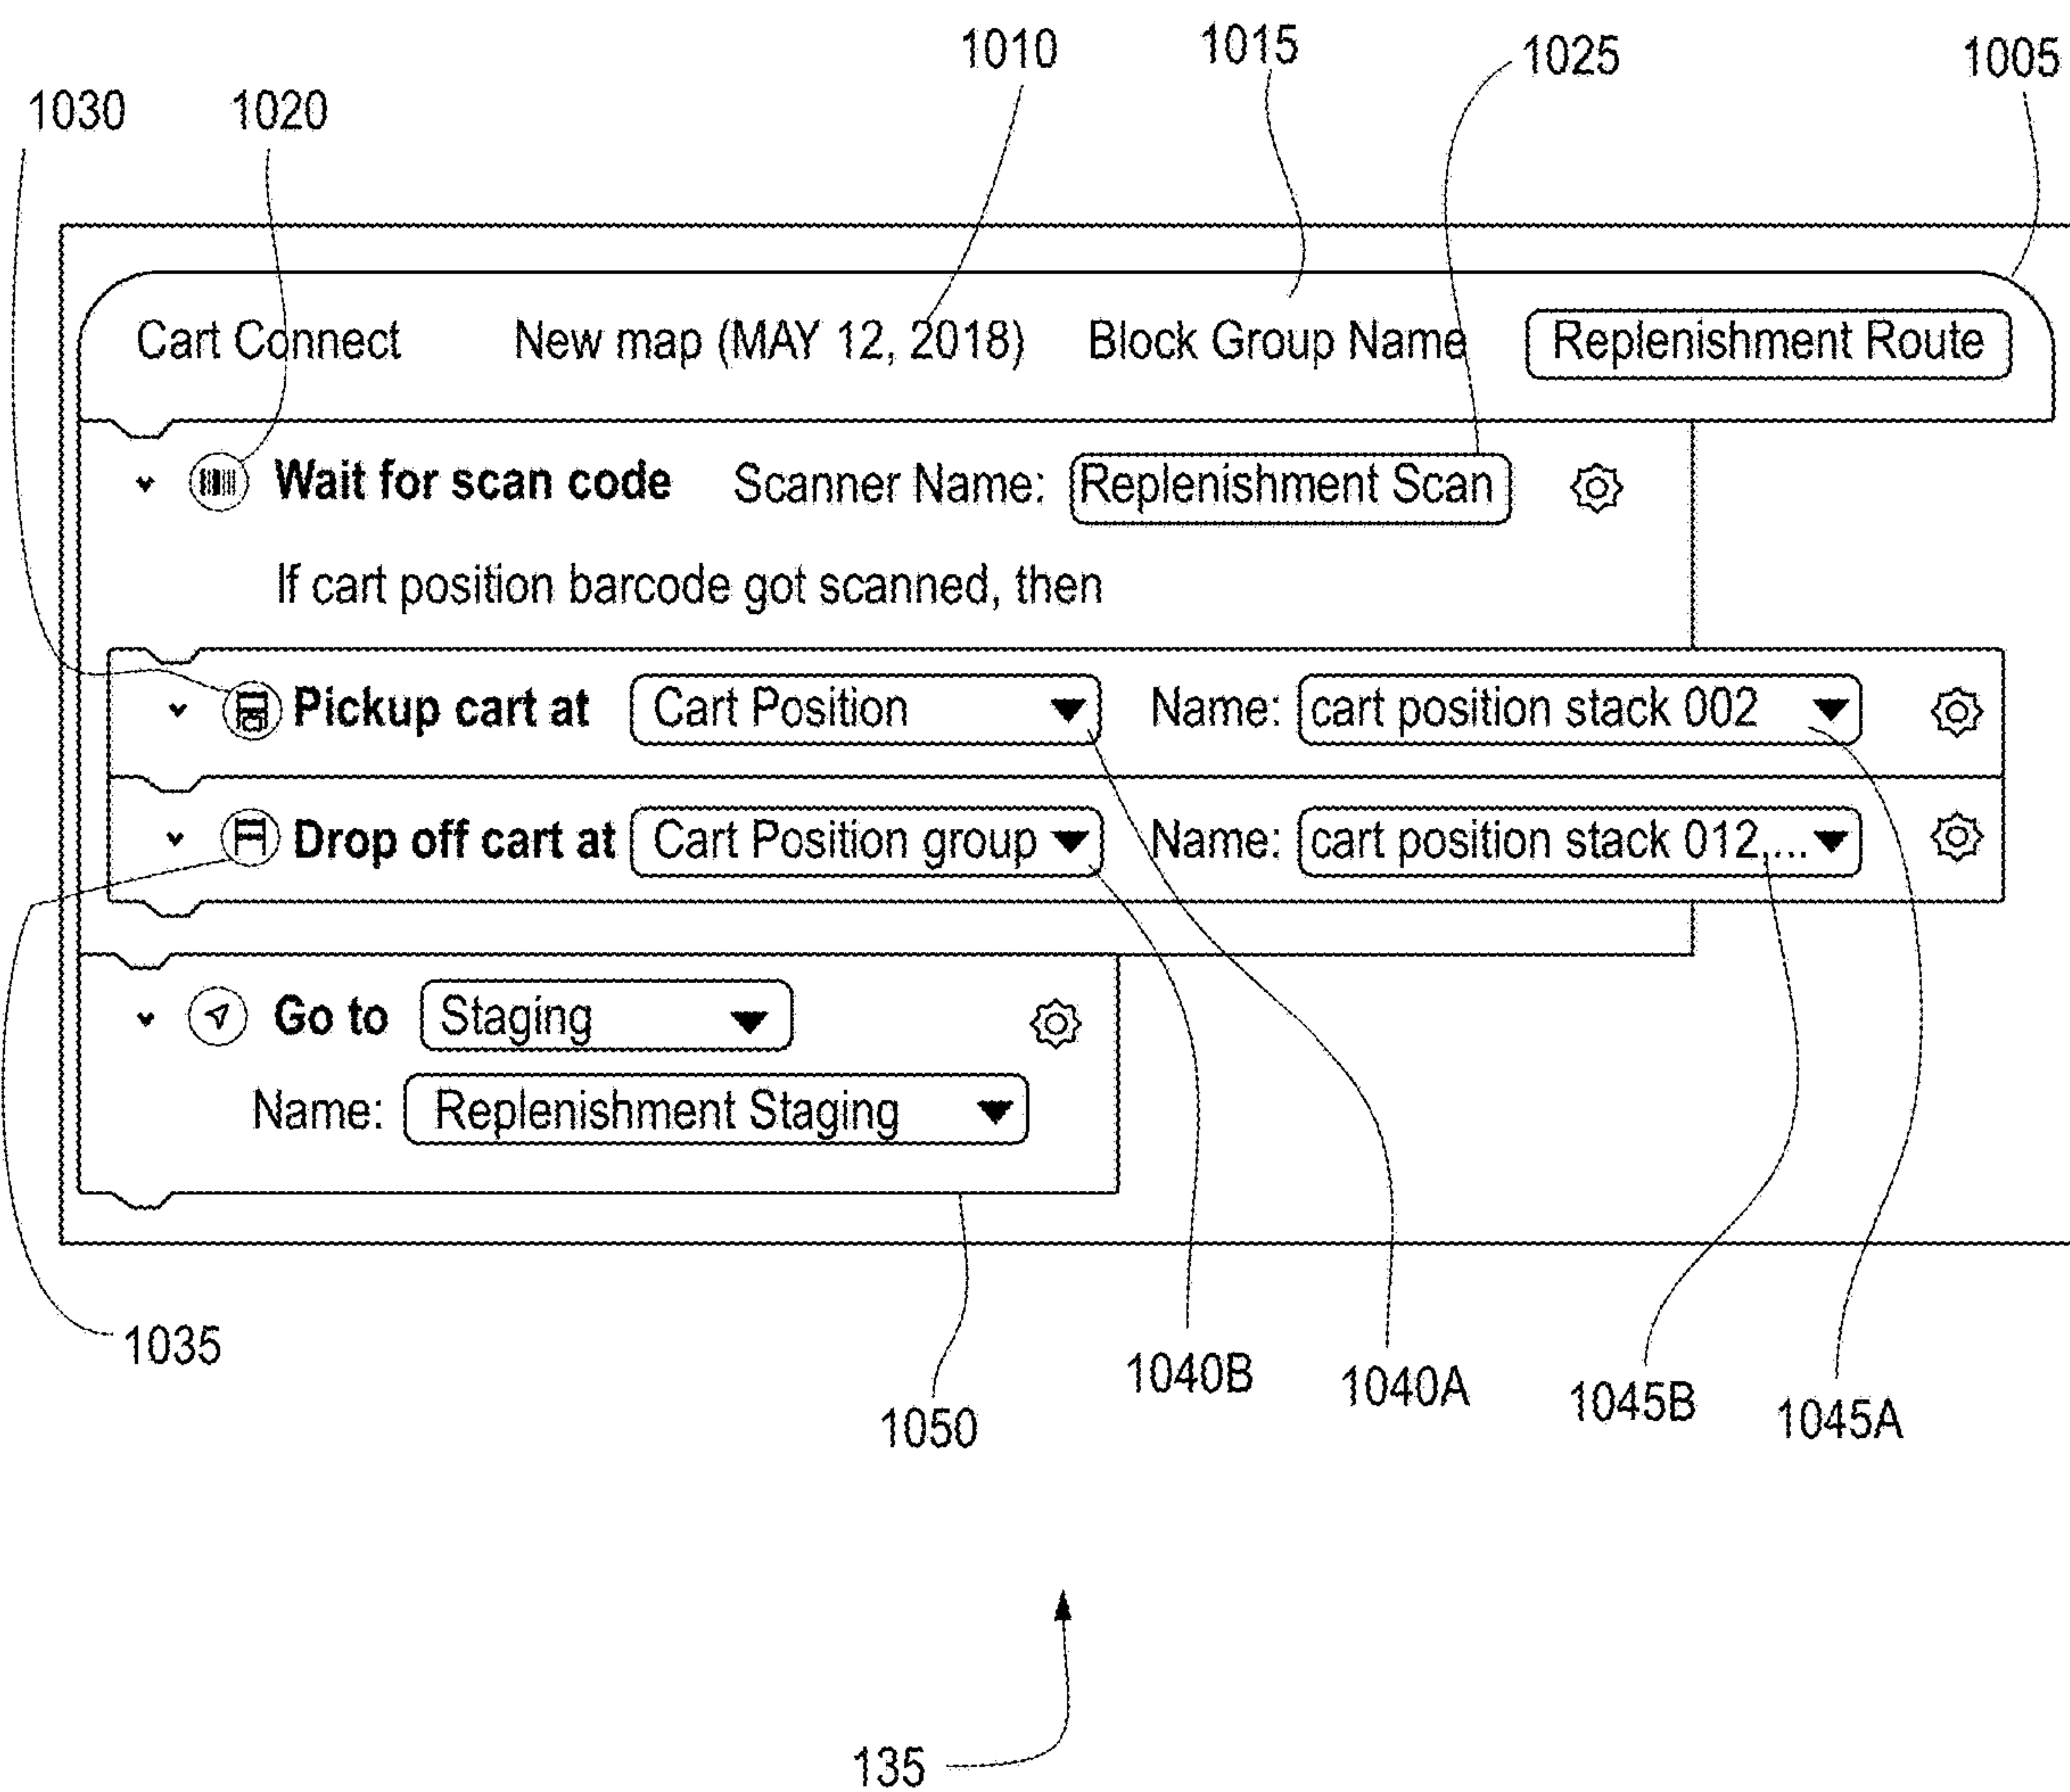 1010 1015 1025 1005
1030 1020
Cart Connect New map (MAY 12, 2018) Block Group Name Replenishment Route
Wait for scan code Scanner Name: Replenishment Scan
If cart position barcode got scanned, then
Pickup cart at Cart Position Name: cart position stack 002
Drop off cart at Cart Position group Name: cart position stack 012,...
Go to Staging
Name: Replenishment Staging
1035 1040B 1040A 1045B 1045A
1050
135